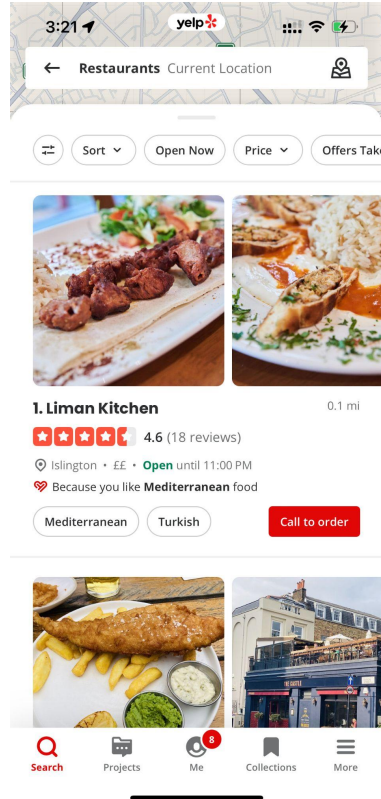 3:21
yelp
Restaurants Current Location
Sort
Open Now
Price
Offers Take
1. Liman Kitchen
0.1 mi
4.6 (18 reviews)
Islington • ££ • Open until 11:00 PM
Because you like Mediterranean food
Mediterranean
Turkish
Call to order
THE CASTLE
8
Search
Projects
Me
Collections
More